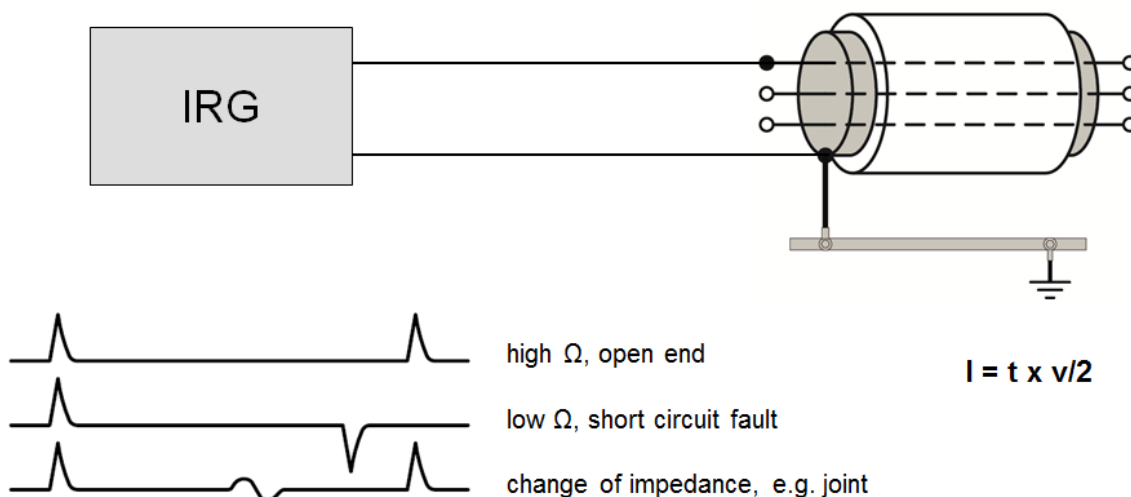 IRG
high Ω, open end
l = t x v/2
low Ω, short circuit fault
change of impedance, e.g. joint